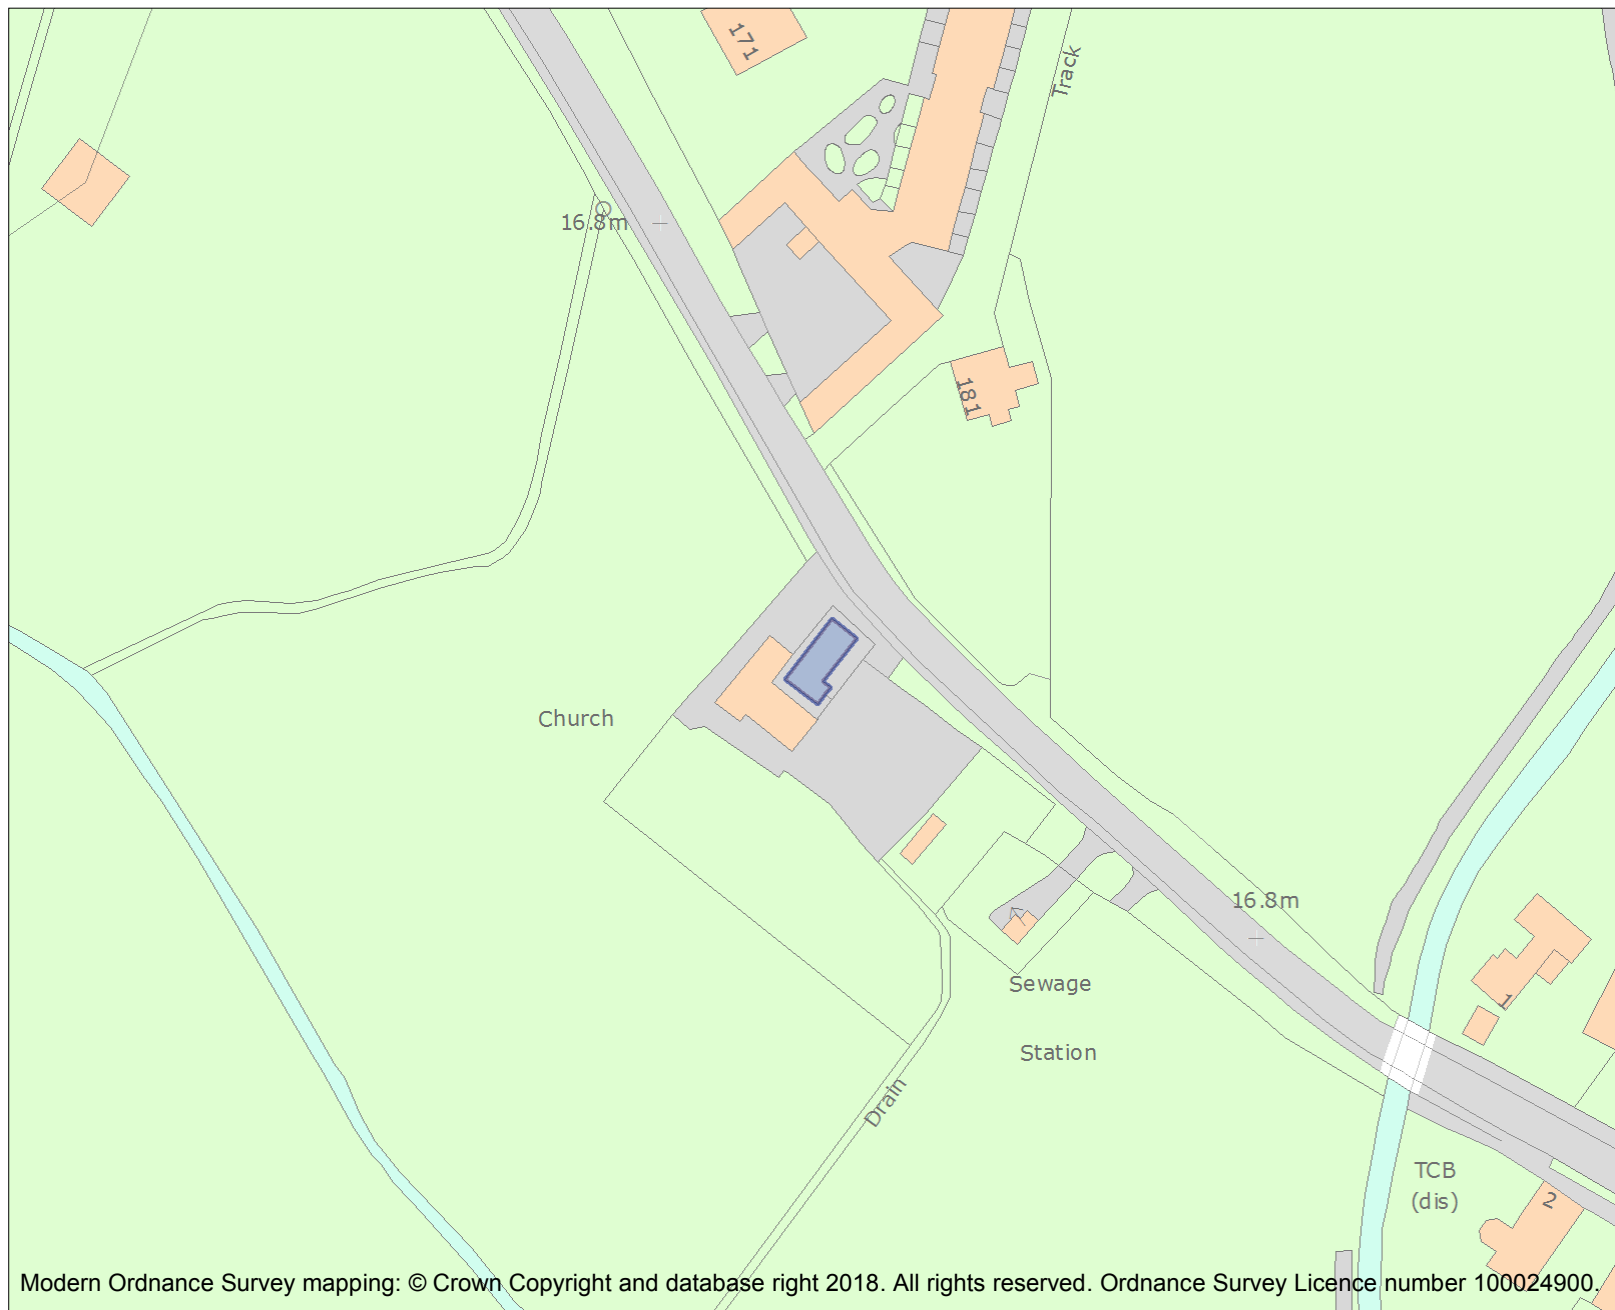 171
Track
16.8m
181
Church
16.8m
Sewage
1
Station
Drain
TCB
(dis)
2
Modern Ordnance Survey mapping: © Crown Copyright and database right 2018. All rights reserved. Ordnance Survey Licence number 100024900.